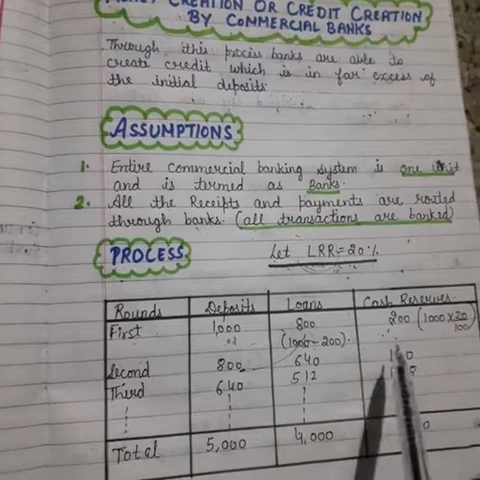 CREATION OR CREDIT CREATION
BY COMMERCIAL BANKS
Through this process banks are able to
create credit which is in far excess of
the initial deposits.
ASSUMPTIONS
1. Entire commercial banking system is one unit
and is termed as Banks.
2. All the Receipts and payments are routed
through banks. (all transactions are banked)
PROCESS Let LRR = 20%
Rounds Deposits Loans Cash Reserves
First 1,000 800 200 (1000 × 20/100
(1000 - 200)
Second 800 640
Third 640 512
Total 5,000 4,000